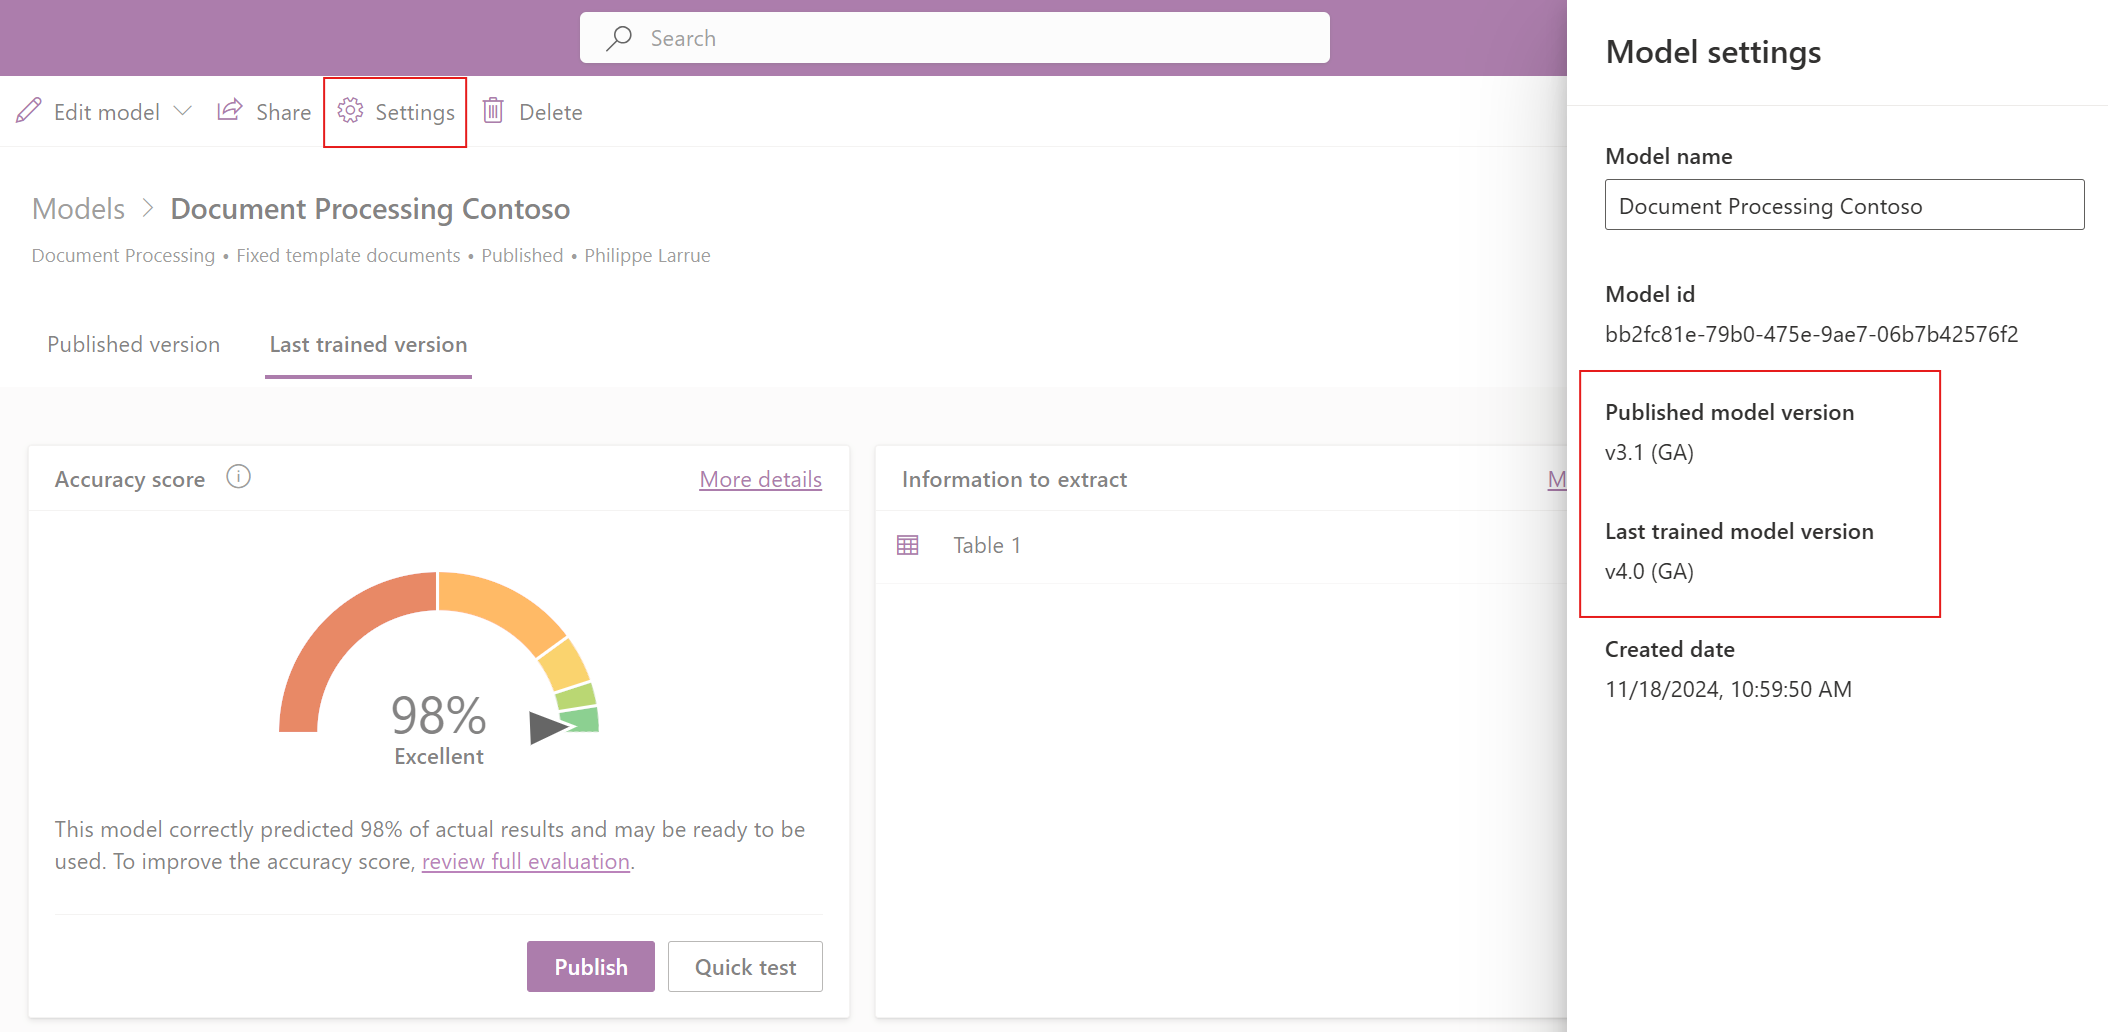 Search
Edit model
Share
Settings
Delete
Models > Document Processing Contoso
Document Processing • Fixed template documents • Published • Philippe Larrue
Published version
Last trained version
Accuracy score
More details
98%
Excellent
This model correctly predicted 98% of actual results and may be ready to be
used. To improve the accuracy score, review full evaluation.
Publish
Quick test
Information to extract
M
Table 1
Model settings
Model name
Document Processing Contoso
Model id
bb2fc81e-79b0-475e-9ae7-06b7b42576f2
Published model version
v3.1 (GA)
Last trained model version
v4.0 (GA)
Created date
11/18/2024, 10:59:50 AM